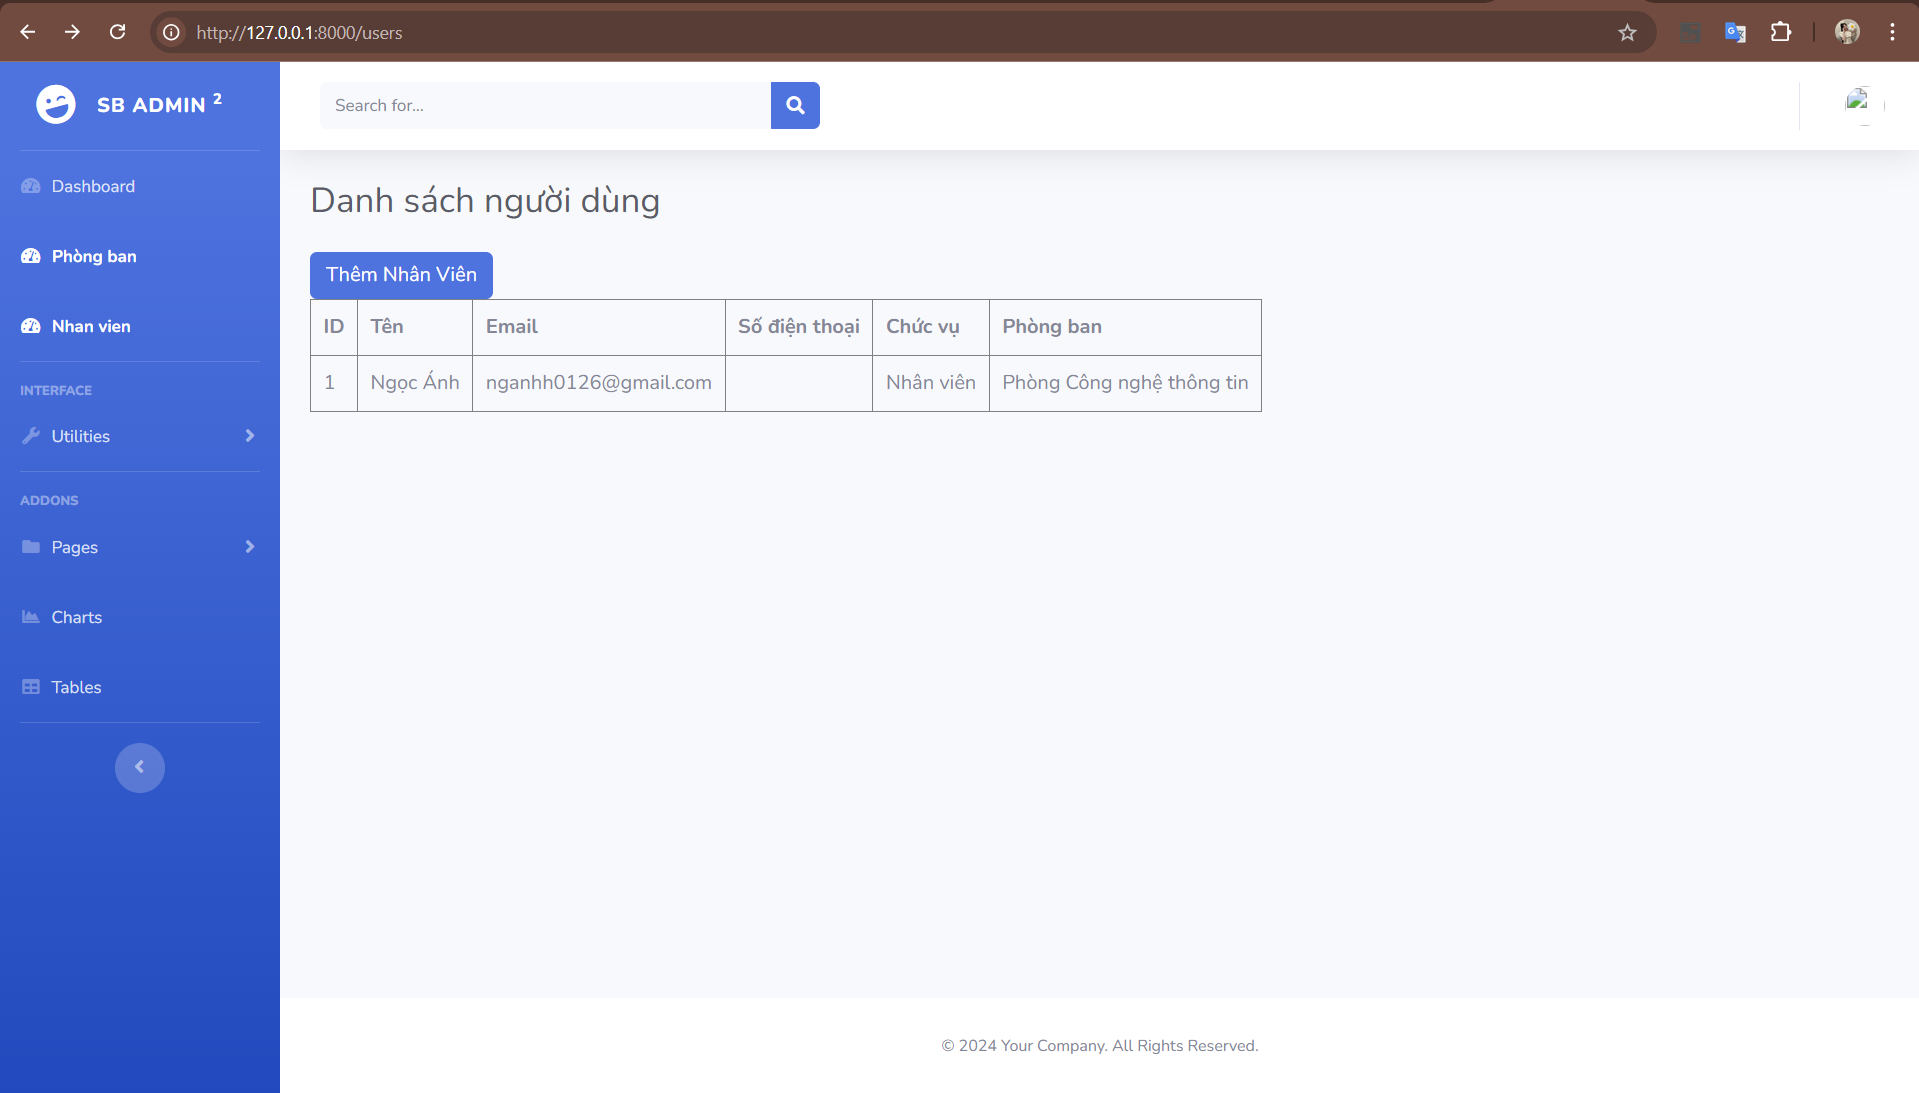 http://127.0.0.1:8000/users
SB ADMIN 2
Search for...
Dashboard
Phòng ban
Nhan vien
INTERFACE
Utilities
ADDONS
Pages
Charts
Tables
Danh sách người dùng
Thêm Nhân Viên
ID Tên Email Số điện thoại Chức vụ Phòng ban
1 Ngọc Ánh nganhh0126@gmail.com Nhân viên Phòng Công nghệ thông tin
© 2024 Your Company. All Rights Reserved.